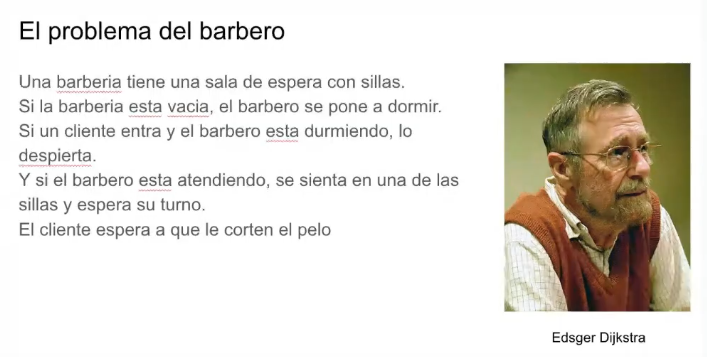 El problema del barbero
Una barberia tiene una sala de espera con sillas.
Si la barberia esta vacia, el barbero se pone a dormir.
Si un cliente entra y el barbero esta durmiendo, lo
despierta.
Y si el barbero esta atendiendo, se sienta en una de las
sillas y espera su turno.
El cliente espera a que le corten el pelo
Edsger Dijkstra